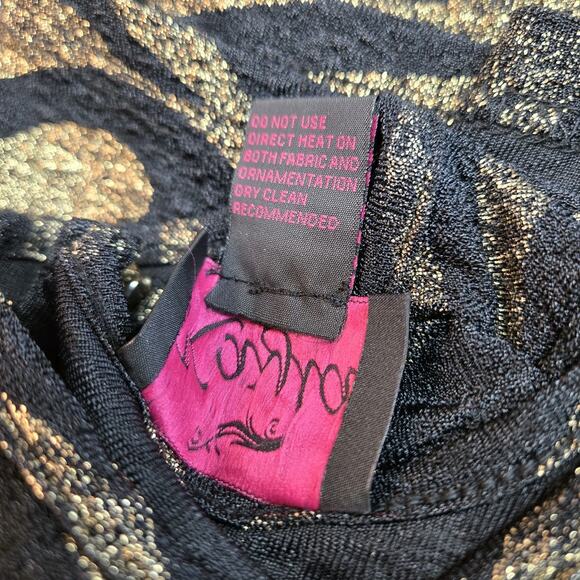 DO NOT USE
DIRECT HEAT ON
BOTH FABRIC AND
ORNAMENTATION
DRY CLEAN
RECOMMENDED